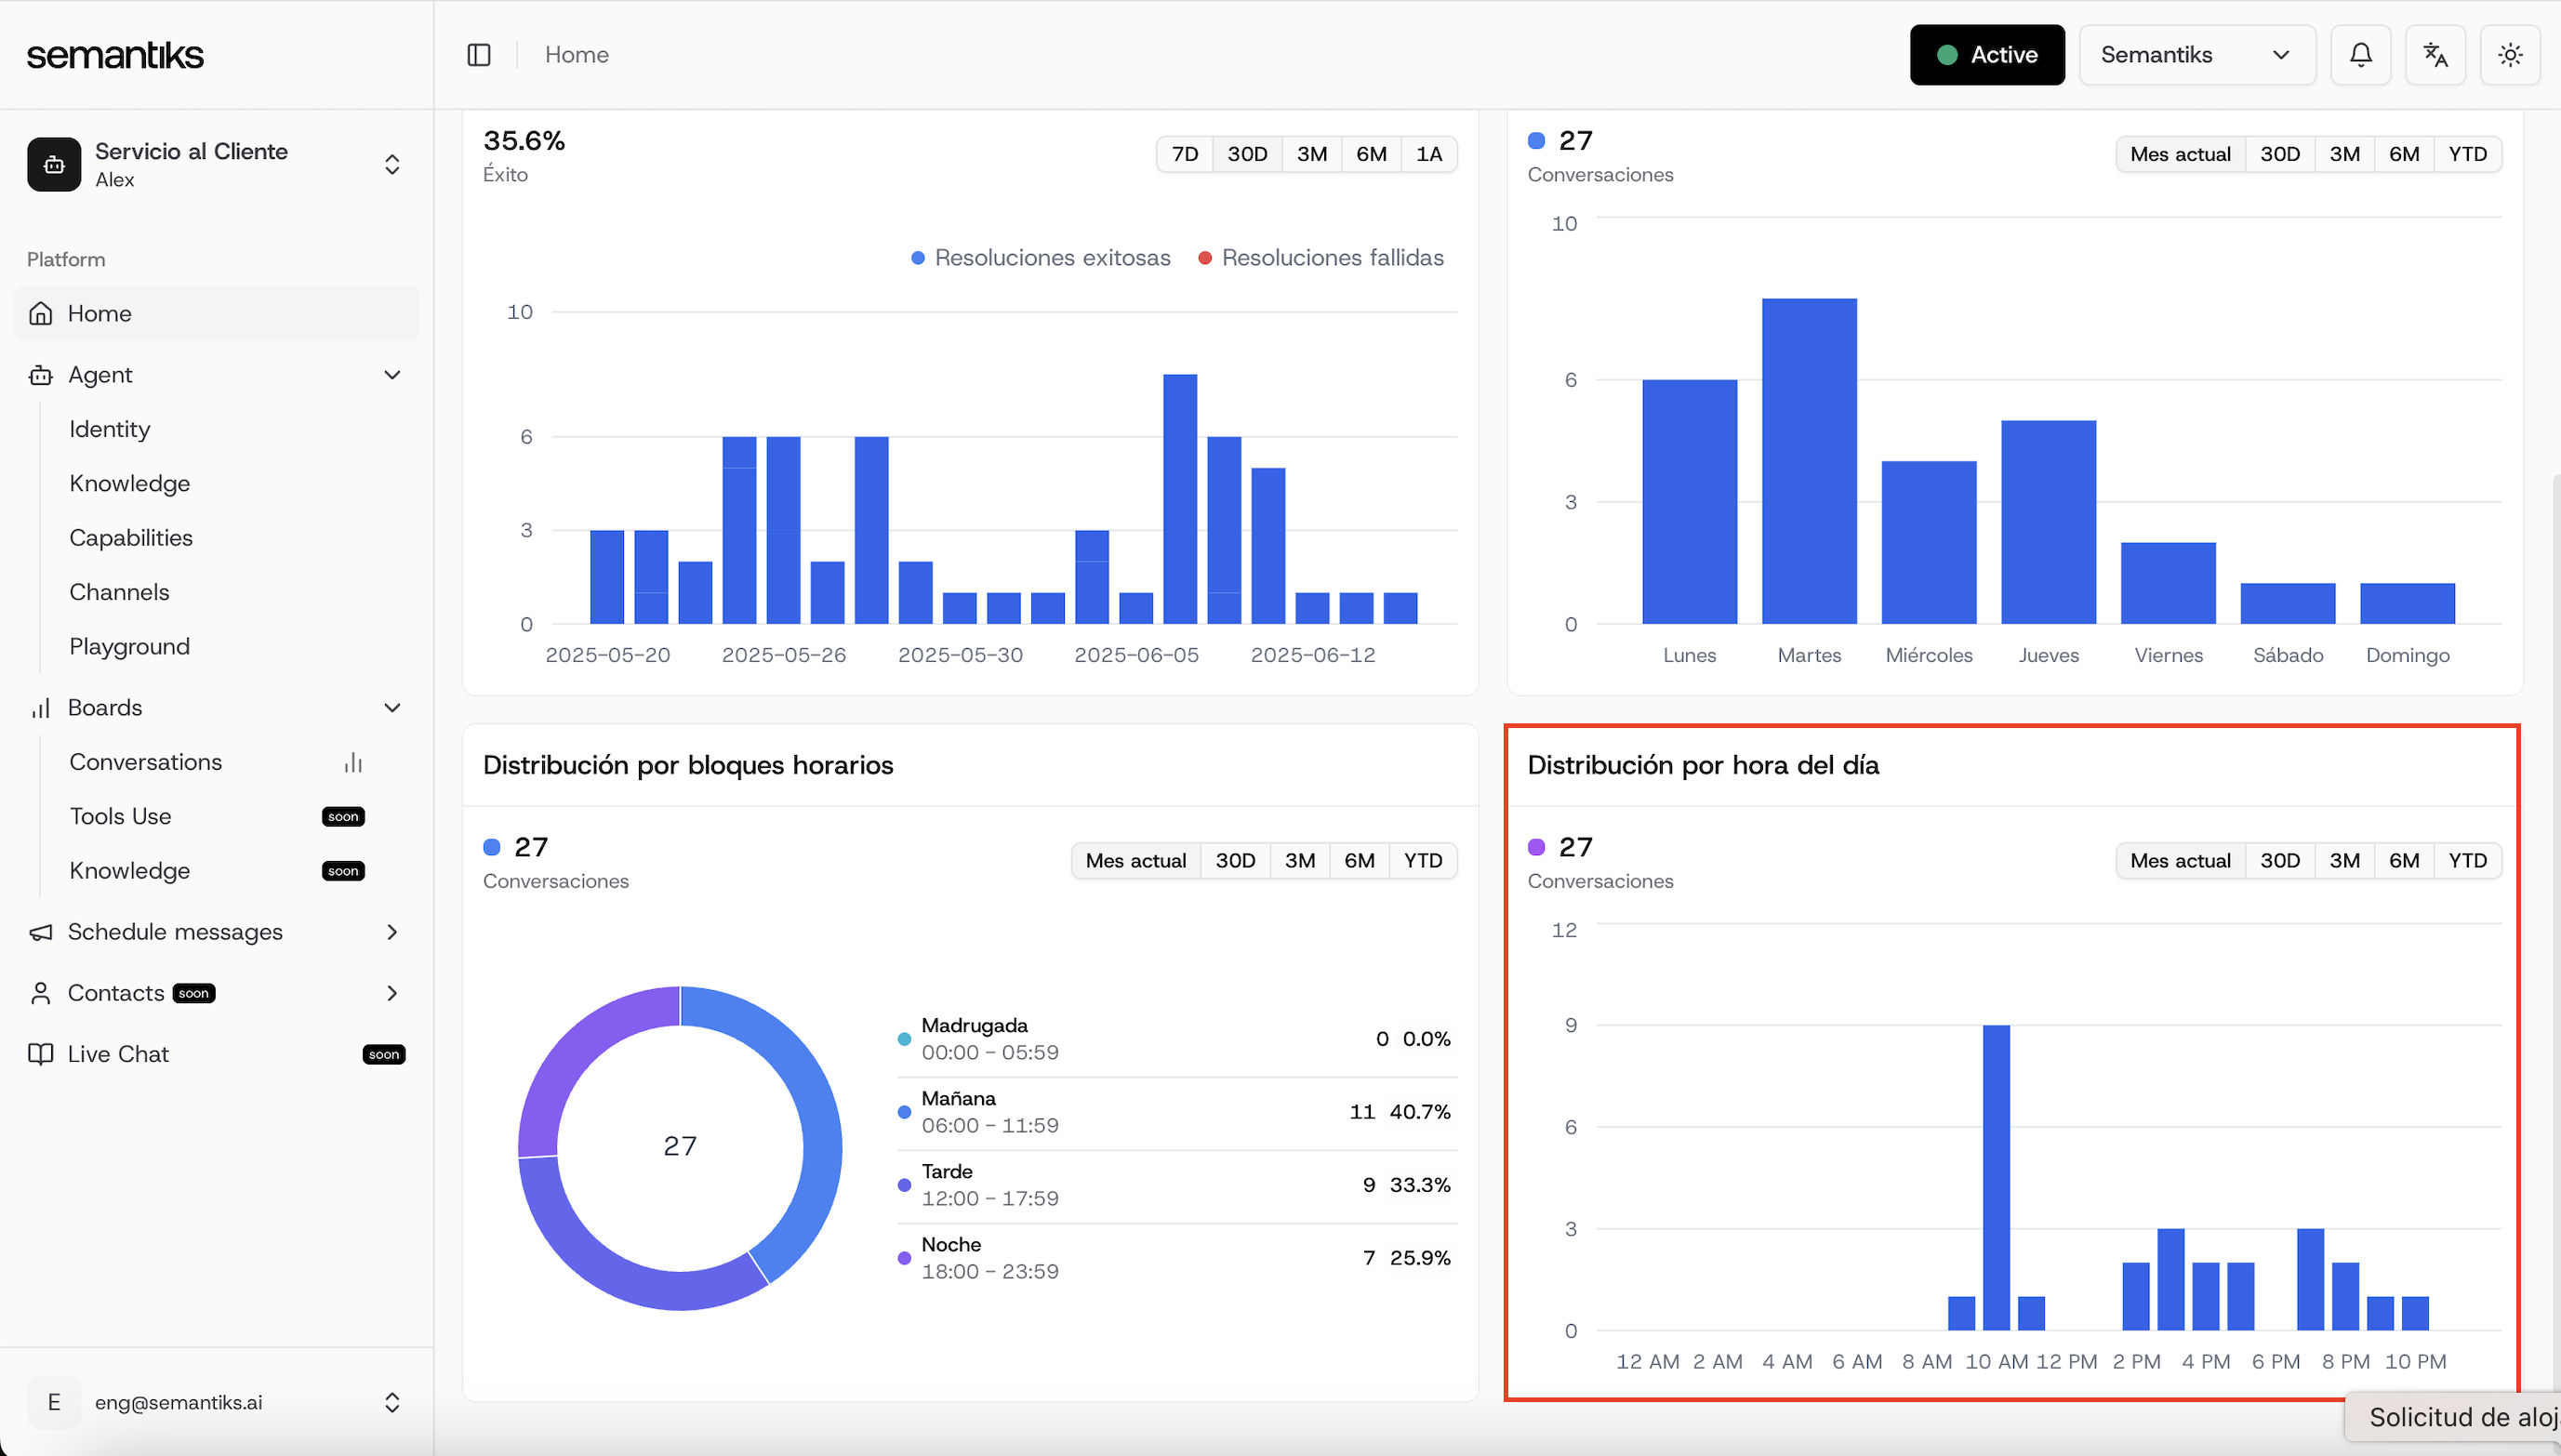 semantiks
Home
Active
Semantiks
Servicio al Cliente
Alex
Platform
Home
Agent
Identity
Knowledge
Capabilities
Channels
Playground
Boards
Conversations
Tools Use soon
Knowledge soon
Schedule messages
Contacts soon
Live Chat soon
E eng@semantiks.ai
35.6%
Éxito
7D 30D 3M 6M 1A
Resoluciones exitosas Resoluciones fallidas
10
6
3
0
2025-05-20 2025-05-26 2025-05-30 2025-06-05 2025-06-12
27
Conversaciones
Mes actual 30D 3M 6M YTD
10
6
3
0
Lunes Martes Miércoles Jueves Viernes Sábado Domingo
Distribución por bloques horarios
27
Conversaciones
Mes actual 30D 3M 6M YTD
27
Madrugada
00:00 - 05:59
0 0.0%
Mañana
06:00 - 11:59
11 40.7%
Tarde
12:00 - 17:59
9 33.3%
Noche
18:00 - 23:59
7 25.9%
Distribución por hora del día
27
Conversaciones
Mes actual 30D 3M 6M YTD
12
9
6
3
0
12 AM 2 AM 4 AM 6 AM 8 AM 10 AM 12 PM 2 PM 4 PM 6 PM 8 PM 10 PM
Solicitud de